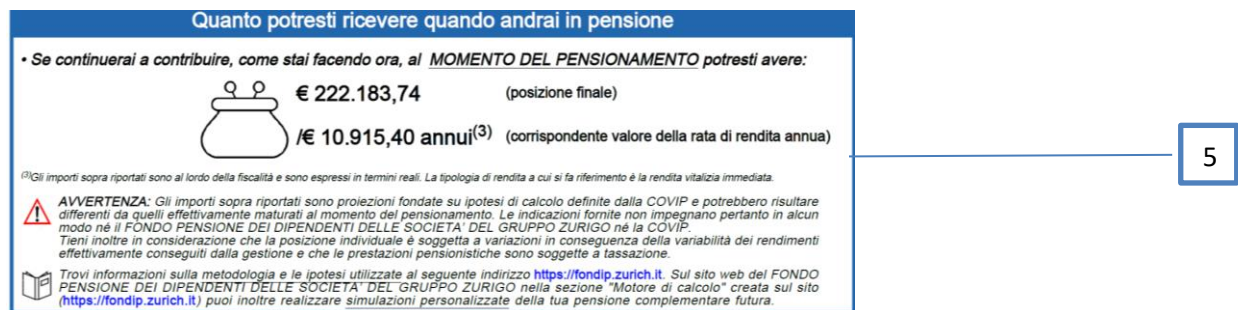 Quanto potresti ricevere quando andrai in pensione
• Se continuerai a contribuire, come stai facendo ora, al MOMENTO DEL PENSIONAMENTO potresti avere:
€ 222.183,74 (posizione finale)
/€ 10.915,40 annui(3) (corrispondente valore della rata di rendita annua)
5
(3)Gli importi sopra riportati sono al lordo della fiscalità e sono espressi in termini reali. La tipologia di rendita a cui si fa riferimento è la rendita vitalizia immediata.
AVVERTENZA: Gli importi sopra riportati sono proiezioni fondate su ipotesi di calcolo definite dalla COVIP e potrebbero risultare
differenti da quelli effettivamente maturati al momento del pensionamento. Le indicazioni fornite non impegnano pertanto in alcun
modo né il FONDO PENSIONE DEI DIPENDENTI DELLE SOCIETA' DEL GRUPPO ZURIGO né la COVIP.
Tieni inoltre in considerazione che la posizione individuale è soggetta a variazioni in conseguenza della variabilità dei rendimenti
effettivamente conseguiti dalla gestione e che le prestazioni pensionistiche sono soggette a tassazione.
Trovi informazioni sulla metodologia e le ipotesi utilizzate al seguente indirizzo https://fondip.zurich.it. Sul sito web del FONDO
PENSIONE DEI DIPENDENTI DELLE SOCIETA' DEL GRUPPO ZURIGO nella sezione "Motore di calcolo" creata sul sito
(https://fondip.zurich.it) puoi inoltre realizzare simulazioni personalizzate della tua pensione complementare futura.